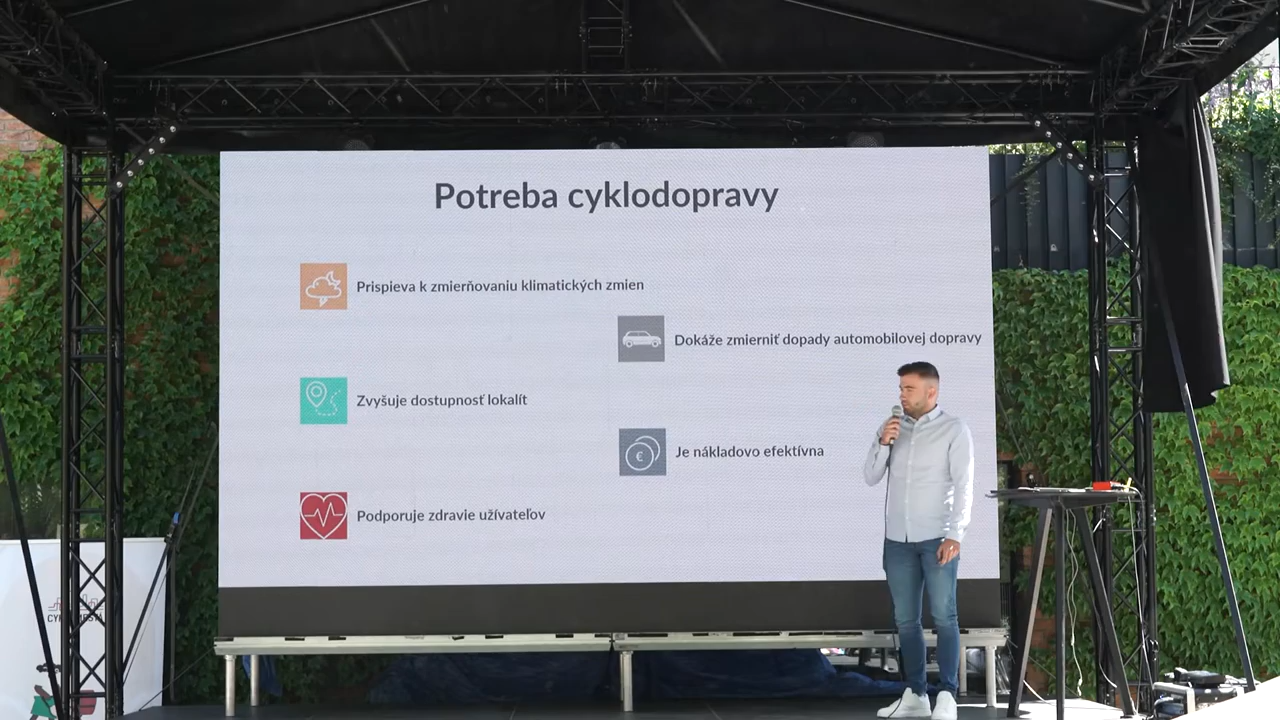 Potreba cyklodopravy
Prispieva k zmierňovaniu klimatických zmien
Dokáže zmierniť dopady automobilovej dopravy
Zvyšuje dostupnosť lokalít
€
Je nákladovo efektívna
Podporuje zdravie užívateľov